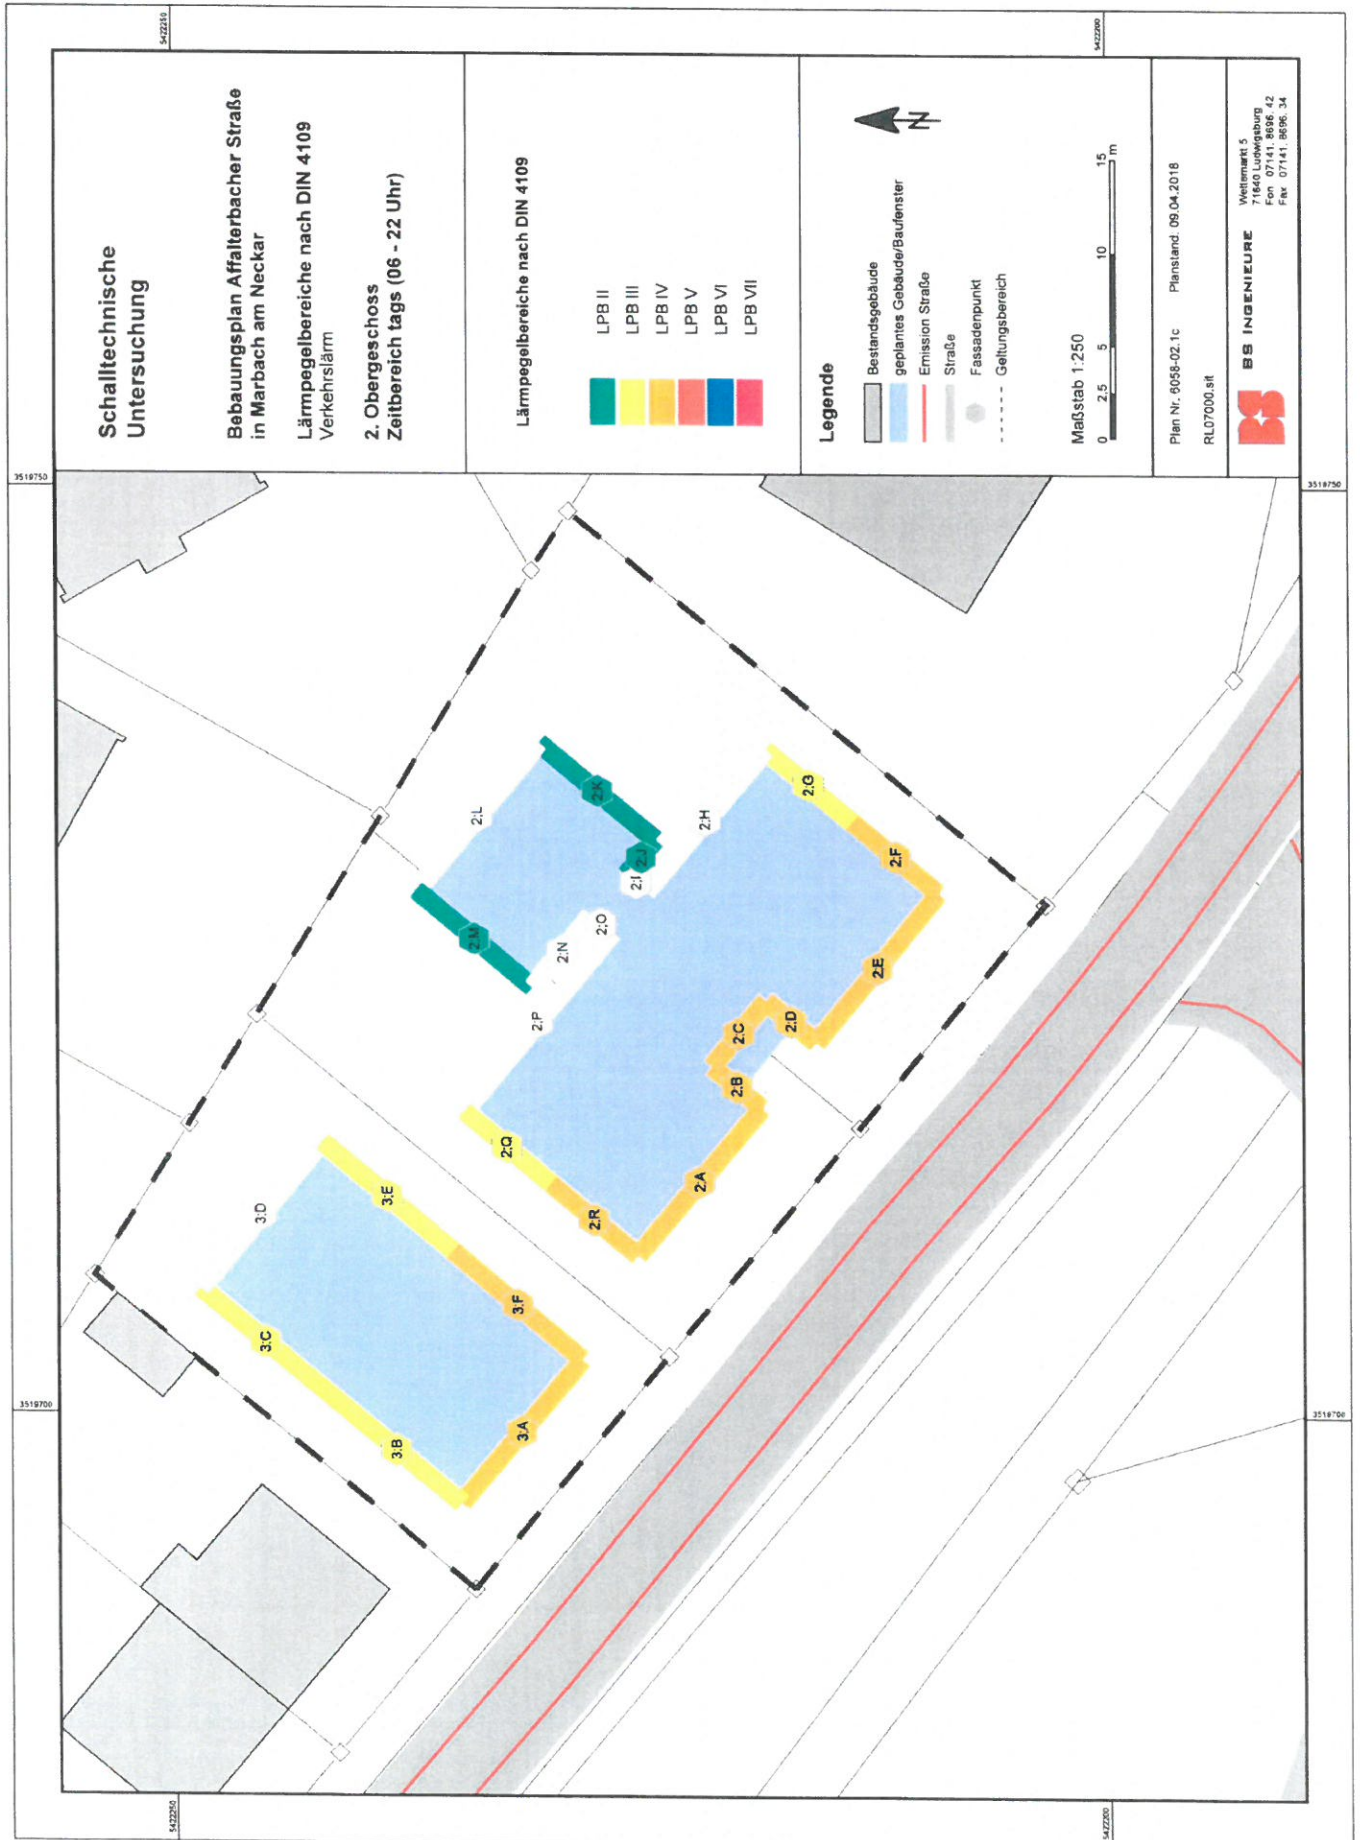 Schalltechnische
Untersuchung
Bebauungsplan Affalterbacher Straße
in Marbach am Neckar
Lärmpegelbereiche nach DIN 4109
Verkehrslärm
2. Obergeschoss
Zeitbereich tags (06 - 22 Uhr)
Lärmpegelbereiche nach DIN 4109
LPB II
LPB III
LPB IV
LPB V
LPB VI
LPB VII
Legende
Bestandsgebäude
geplantes Gebäude/Baufenster
Emission Straße
Straße
Fassadenpunkt
Geltungsbereich
N
Maßstab 1:250
0 2,5 5 10 15
m
Plan Nr. 6058-02.1c Planstand: 09.04.2018
RL07000.sit
BS
BS INGENIEURE
Wettemarkt 5
71640 Ludwigsburg
Fon 07141. 8696. 42
Fax 07141. 8696. 34
3519700
3519750
3519700
3519750
5422250
5422200
5422250
5422200
3:A
3:B
3:C
3:D
3:E
3:F
2:A
2:B
2:C
2:D
2:E
2:F
2:G
2:H
2:I
2:J
2:K
2:L
2:M
2:N
2:O
2:P
2:Q
2:R